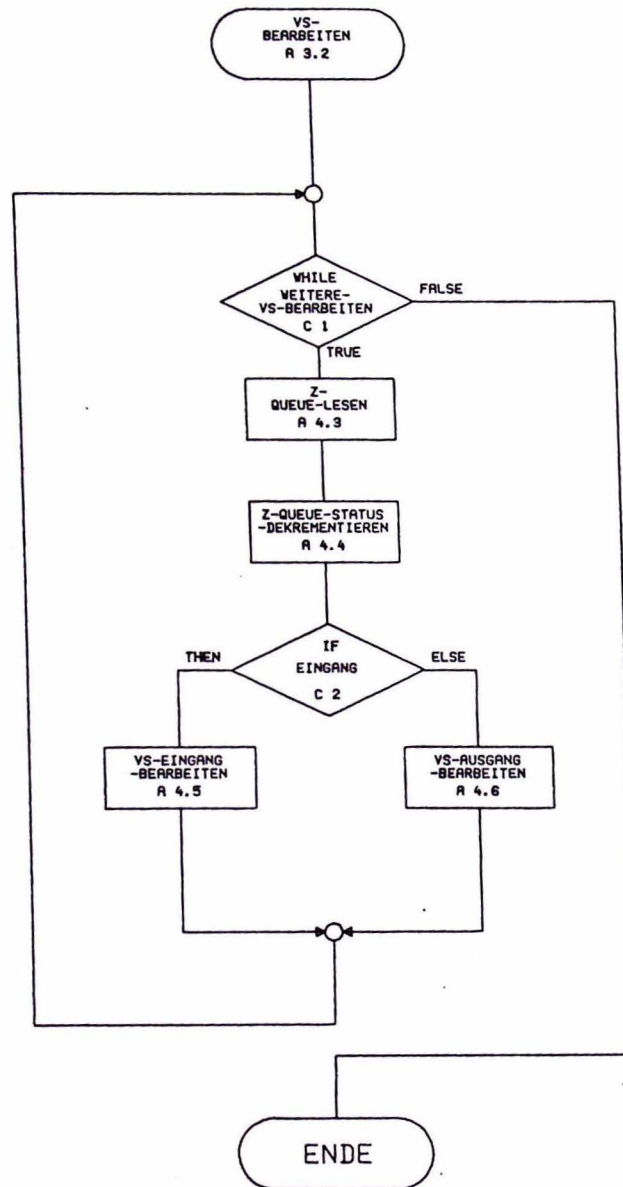 VS-
BEARBEITEN
A 3.2
WHILE
WEITERE-
VS-BEARBEITEN
C 1
FALSE
TRUE
Z-
QUEUE-LESEN
A 4.3
Z-QUEUE-STATUS
-DEKREMENTIEREN
A 4.4
THEN
IF
EINGANG
C 2
ELSE
VS-EINGANG
-BEARBEITEN
A 4.5
VS-AUSGANG
-BEARBEITEN
A 4.6
ENDE